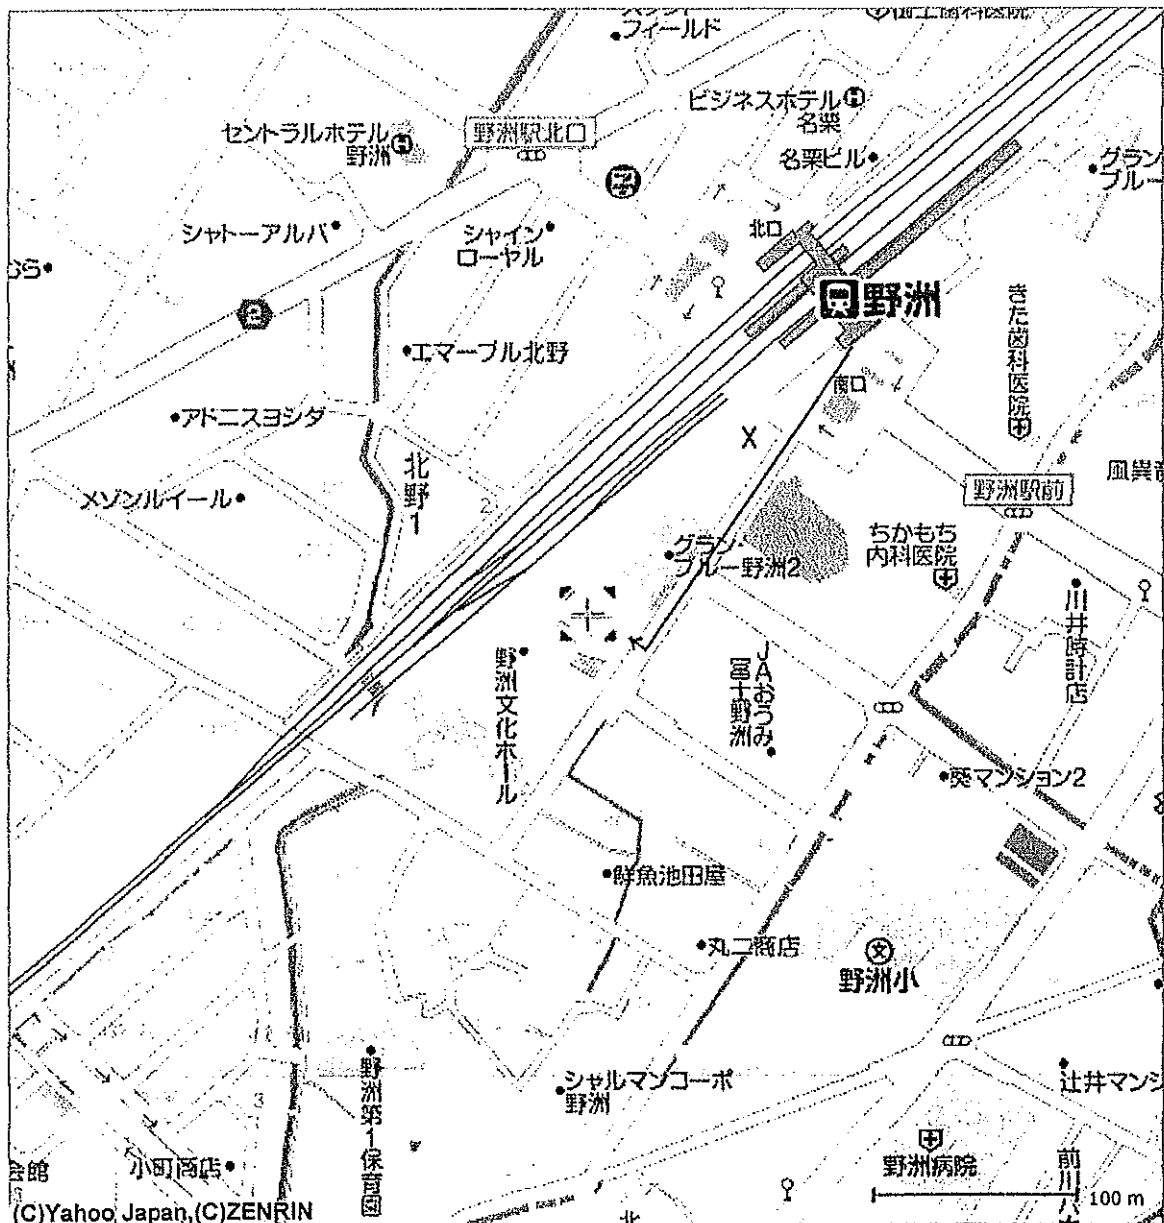 フィールド
ビジネスホテル
名栗
セントラルホテル
野洲
野洲駅北口
名栗ビル
グラン
ブルー
シャトーアルバ
シャイン
ローヤル
北口
むら
2
野洲
きた歯科医院
エマーブル北野
南口
アドニスヨシダ
X
北野1
メゾンルイール
2
野洲駅前
グラン・
ブルー野洲2
ちかもち
内科医院
川井時計店
野洲文化ホール
JAおうみ
冨士野洲
葵マンション2
鮮魚池田屋
丸二商店
文
野洲小
野洲第1保育園
シャルマンコーポ
野洲
辻井マンシ
3
会館
小町商店
野洲病院
前川
100 m
北
(C)Yahoo Japan,(C)ZENRIN